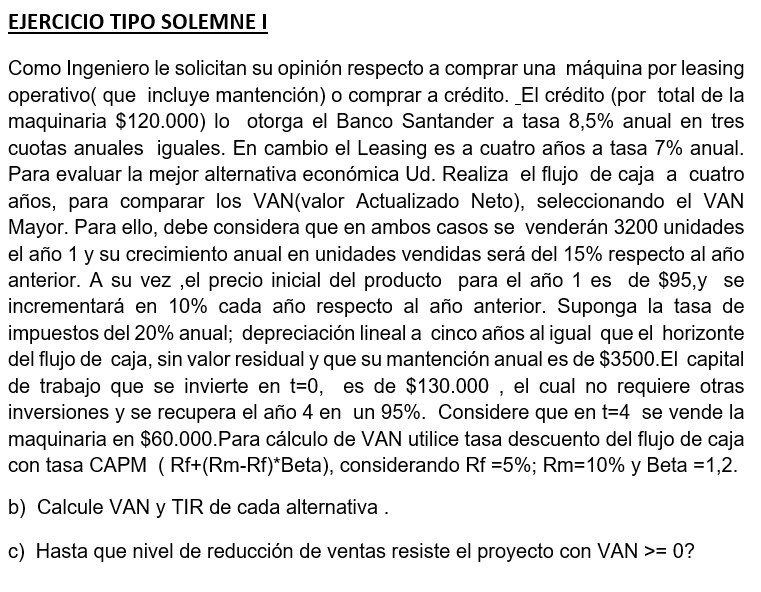 EJERCICIO TIPO SOLEMNE I
Como Ingeniero le solicitan su opinión respecto a comprar una máquina por leasing
operativo( que incluye mantención) o comprar a crédito. _El crédito (por total de la
maquinaria $120.000) lo otorga el Banco Santander a tasa 8,5% anual en tres
cuotas anuales iguales. En cambio el Leasing es a cuatro años a tasa 7% anual.
Para evaluar la mejor alternativa económica Ud. Realiza el flujo de caja a cuatro
años, para comparar los VAN(valor Actualizado Neto), seleccionando el VAN
Mayor. Para ello, debe considera que en ambos casos se venderán 3200 unidades
el año 1 y su crecimiento anual en unidades vendidas será del 15% respecto al año
anterior. A su vez ,el precio inicial del producto para el año 1 es de $95,y se
incrementará en 10% cada año respecto al año anterior. Suponga la tasa de
impuestos del 20% anual; depreciación lineal a cinco años al igual que el horizonte
del flujo de caja, sin valor residual y que su mantención anual es de $3500.El capital
de trabajo que se invierte en t=0, es de $130.000 , el cual no requiere otras
inversiones y se recupera el año 4 en un 95%. Considere que en t=4 se vende la
maquinaria en $60.000.Para cálculo de VAN utilice tasa descuento del flujo de caja
con tasa CAPM ( Rf+(Rm-Rf)*Beta), considerando Rf =5%; Rm=10% y Beta =1,2.
b) Calcule VAN y TIR de cada alternativa .
c) Hasta que nivel de reducción de ventas resiste el proyecto con VAN >= 0?